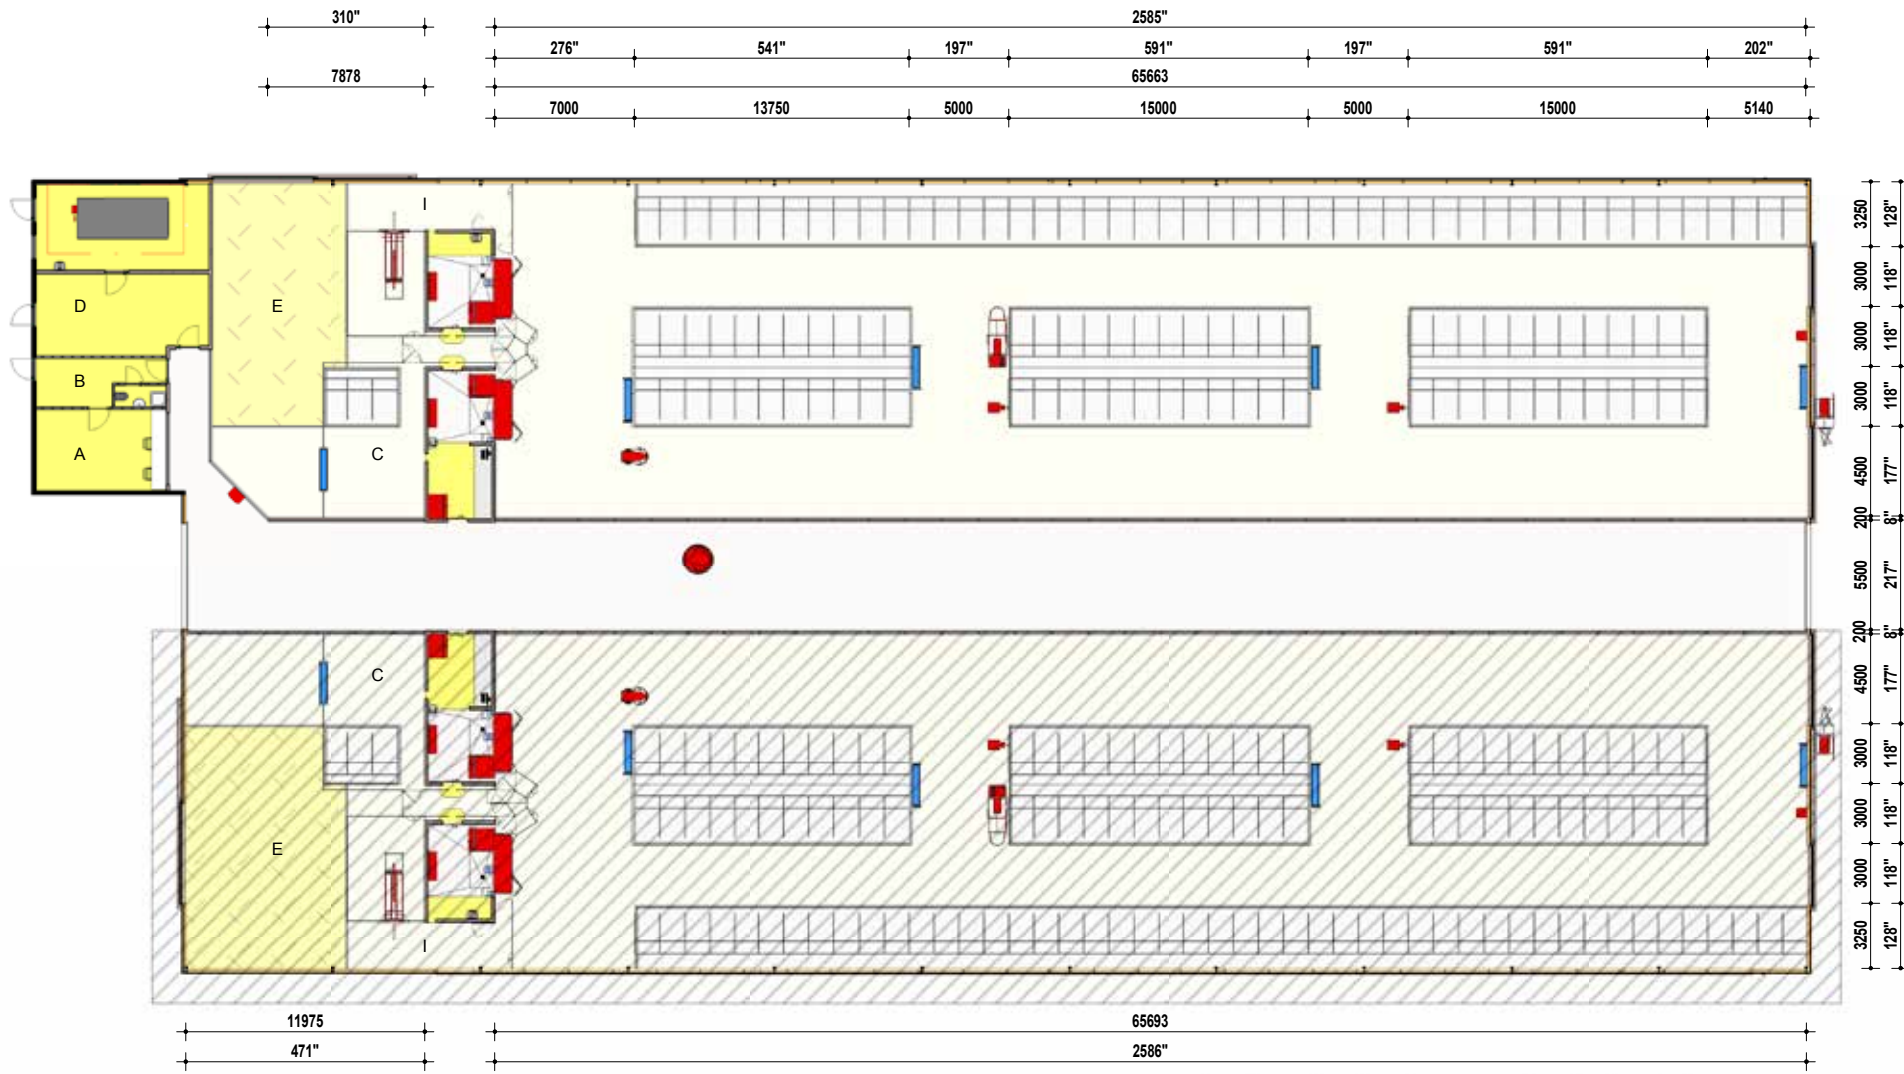 310" 2585"
276" 541" 197" 591" 197" 591" 202"
7878 65663
7000 13750 5000 15000 5000 15000 5140
I
3250 128"
3000 118"
D E
3000 118"
B
3000 118"
A C
4500 177"
200 8"
5500 217"
200 8"
C
4500 177"
3000 118"
3000 118"
E
3000 118"
I
3250 128"
11975 65693
471" 2586"